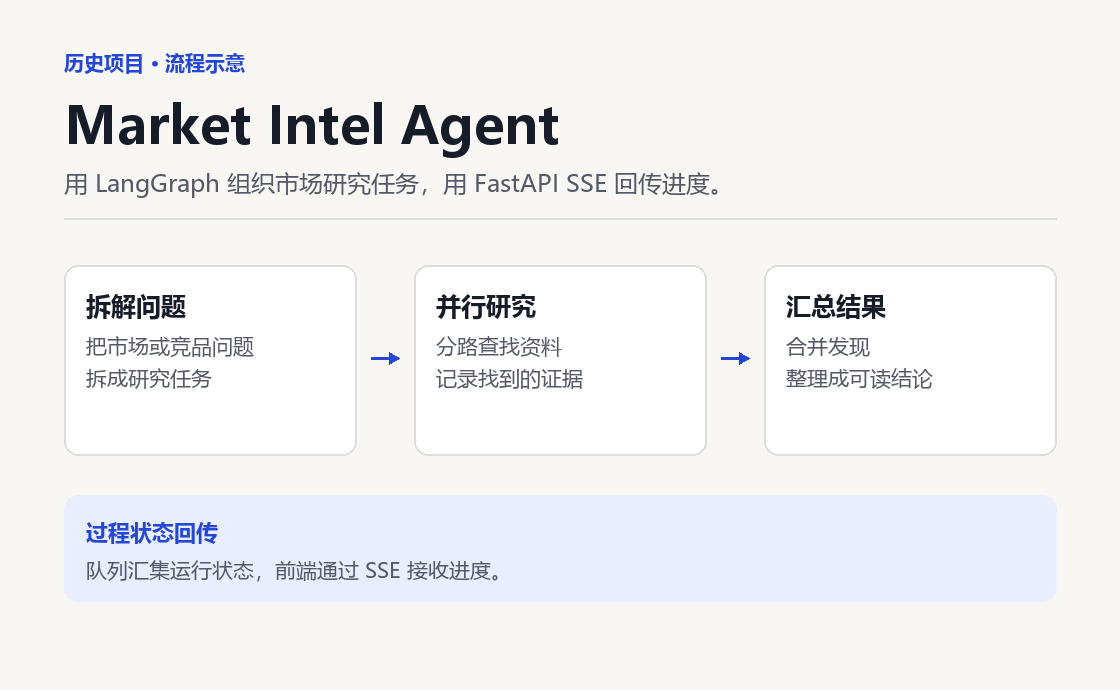 历史项目 · 流程示意
Market Intel Agent
用 LangGraph 组织市场研究任务，用 FastAPI SSE 回传进度。
拆解问题
把市场或竞品问题
拆成研究任务
并行研究
分路查找资料
记录找到的证据
汇总结果
合并发现
整理成可读结论
过程状态回传
队列汇集运行状态，前端通过 SSE 接收进度。